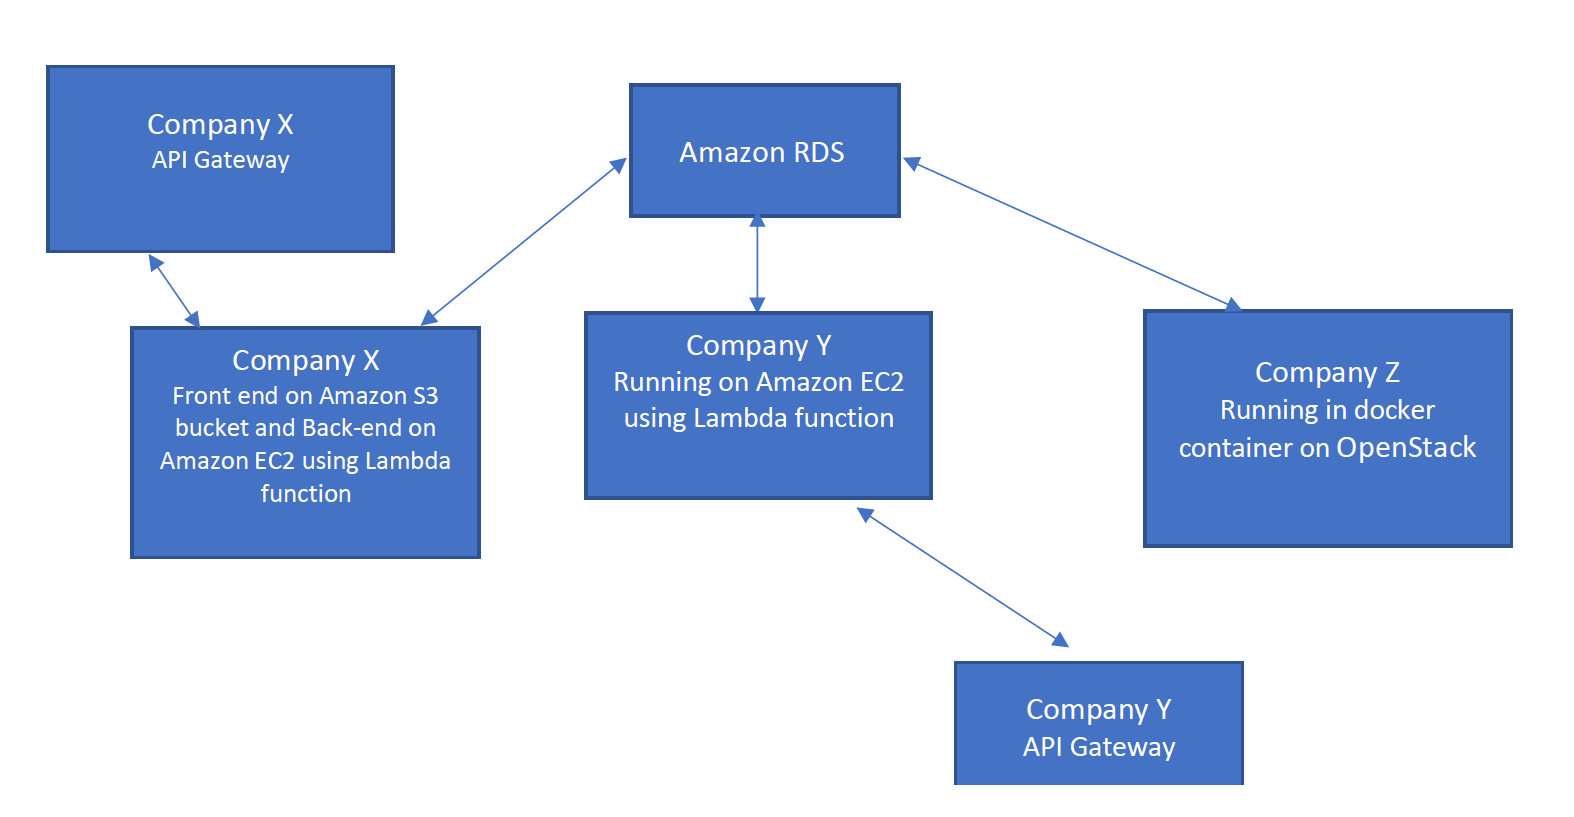 Company X
API Gateway
Amazon RDS
Company X
Front end on Amazon S3
bucket and Back-end on
Amazon EC2 using Lambda
function
Company Y
Running on Amazon EC2
using Lambda function
Company Z
Running in docker
container on OpenStack
Company Y
API Gateway